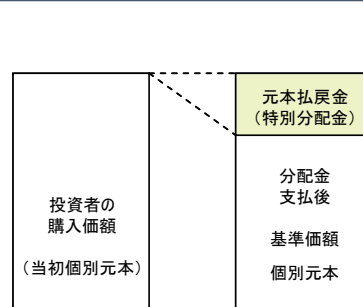 投資者の
購入価額
（当初個別元本）
元本払戻金
（特別分配金）
分配金
支払後
基準価額
個別元本